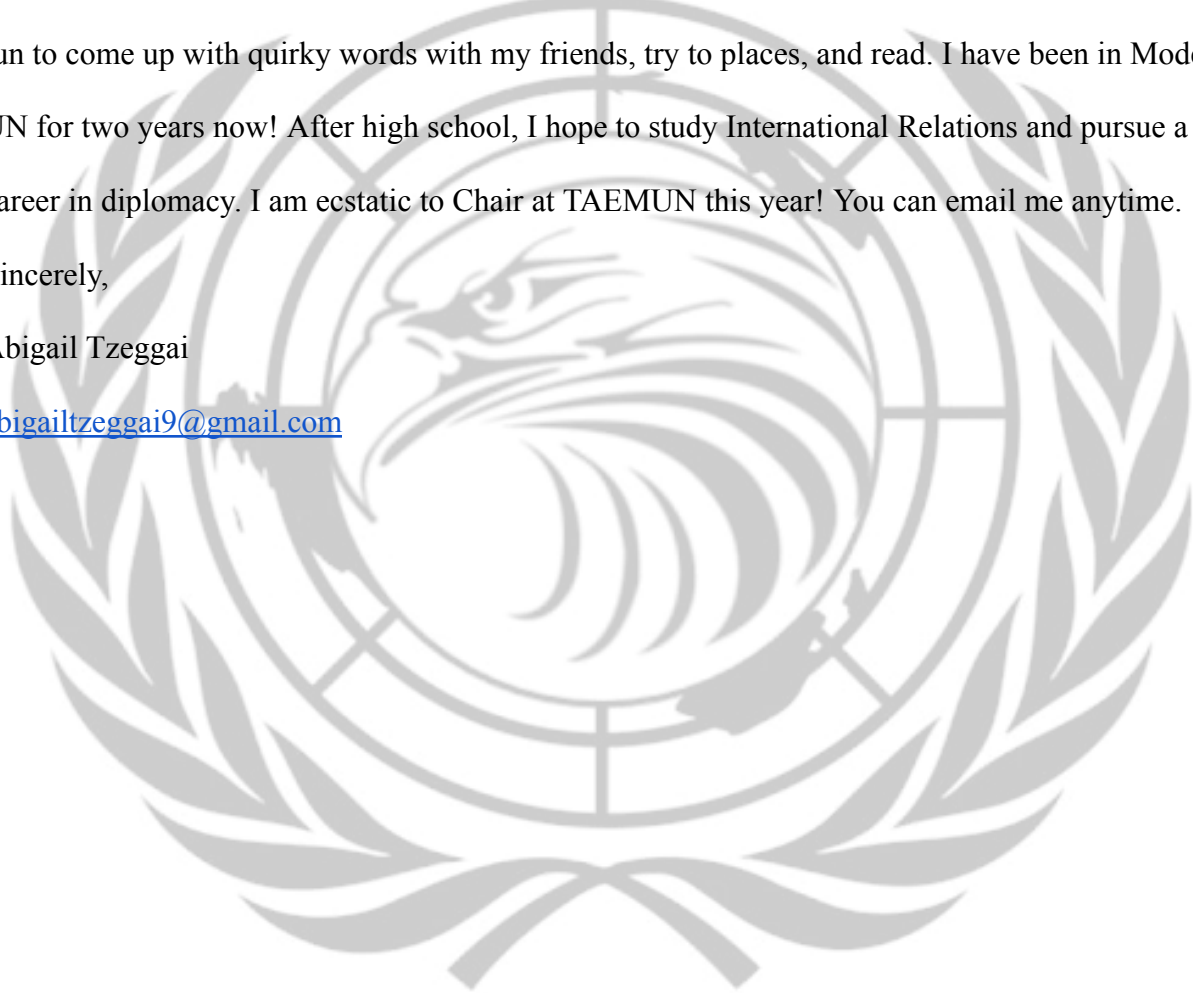 un to come up with quirky words with my friends, try to places, and read. I have been in Mode
UN for two years now! After high school, I hope to study International Relations and pursue a
areer in diplomacy. I am ecstatic to Chair at TAEMUN this year! You can email me anytime.
incerely,
Abigail Tzeggai
bigailtzeggai9@gmail.com